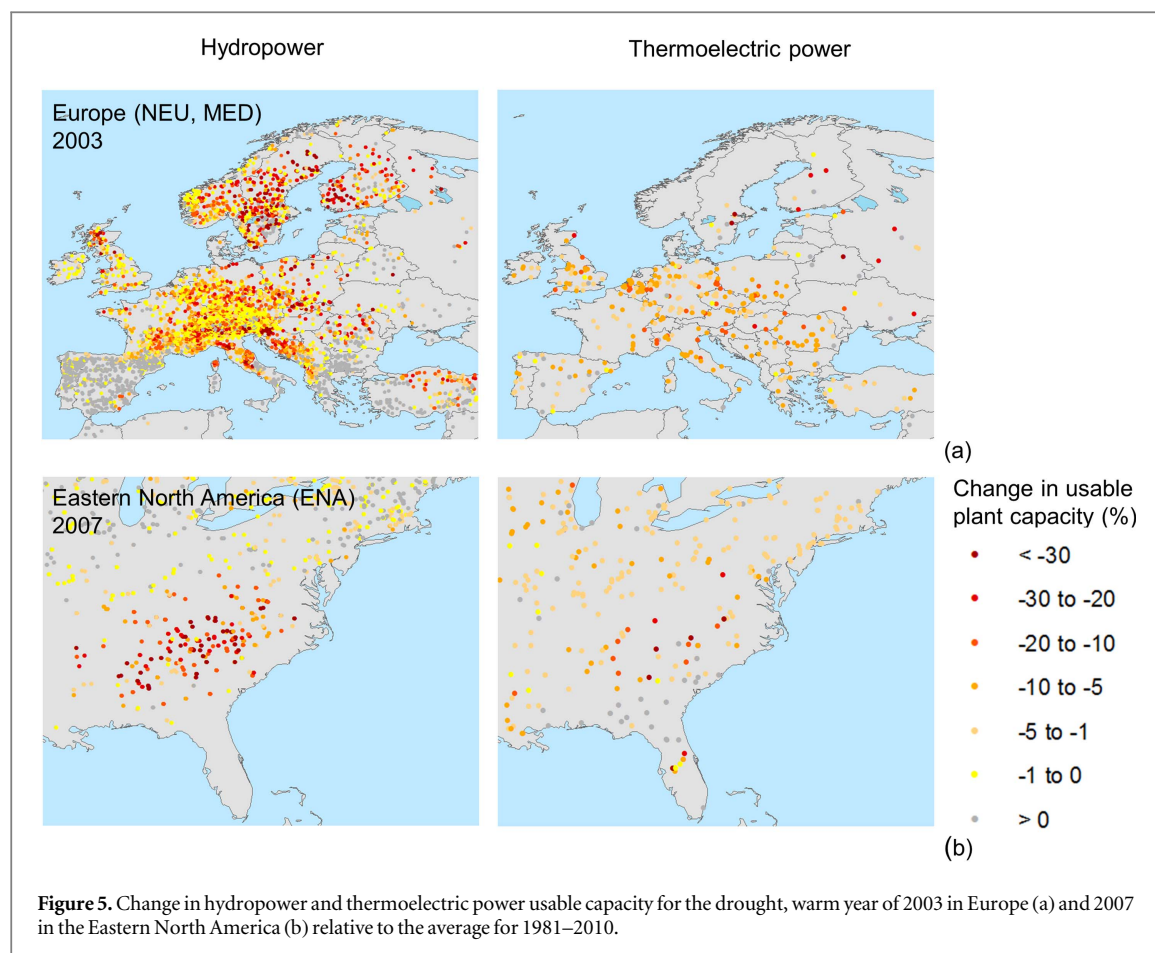 Hydropower
Thermoelectric power
Europe (NEU, MED)
2003
(a)
Eastern North America (ENA)
2007
Change in usable
plant capacity (%)
< -30
-30 to -20
-20 to -10
-10 to -5
-5 to -1
-1 to 0
> 0
(b)
Figure 5. Change in hydropower and thermoelectric power usable capacity for the drought, warm year of 2003 in Europe (a) and 2007
in the Eastern North America (b) relative to the average for 1981–2010.